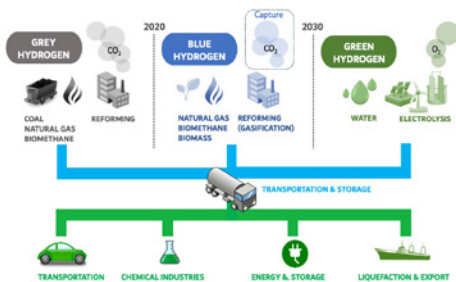 2020
2030
Capture
GREY
HYDROGEN
CO₂
BLUE
HYDROGEN
CO₂
GREEN
HYDROGEN
O₂
COAL
NATURAL GAS
BIOMETHANE
REFORMING
NATURAL GAS
BIOMETHANE
BIOMASS
REFORMING
(GASIFICATION)
WATER
ELECTROLYSIS
TRANSPORTATION & STORAGE
TRANSPORTATION
CHEMICAL INDUSTRIES
ENERGY & STORAGE
LIQUEFACTION & EXPORT